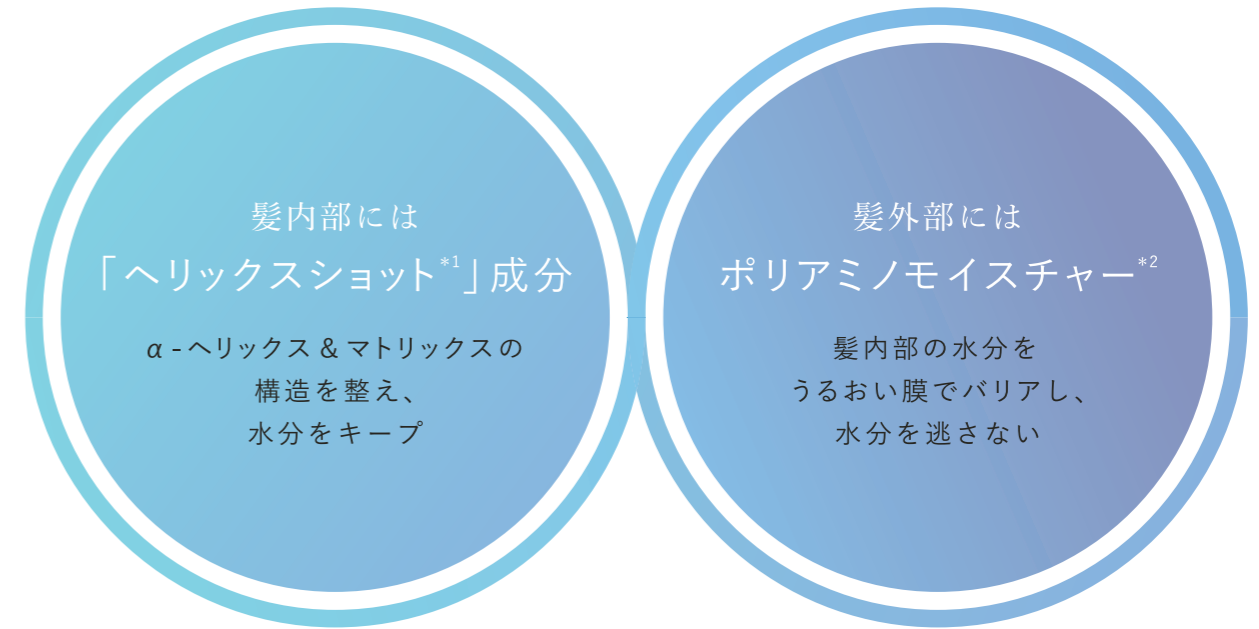 髪内部には
「ヘリックスショット*1」成分
α-ヘリックス & マトリックスの
構造を整え、
水分をキープ
髪外部には
ポリアミノモイスチャー*2
髪内部の水分を
うるおい膜でバリアし、
水分を逃さない